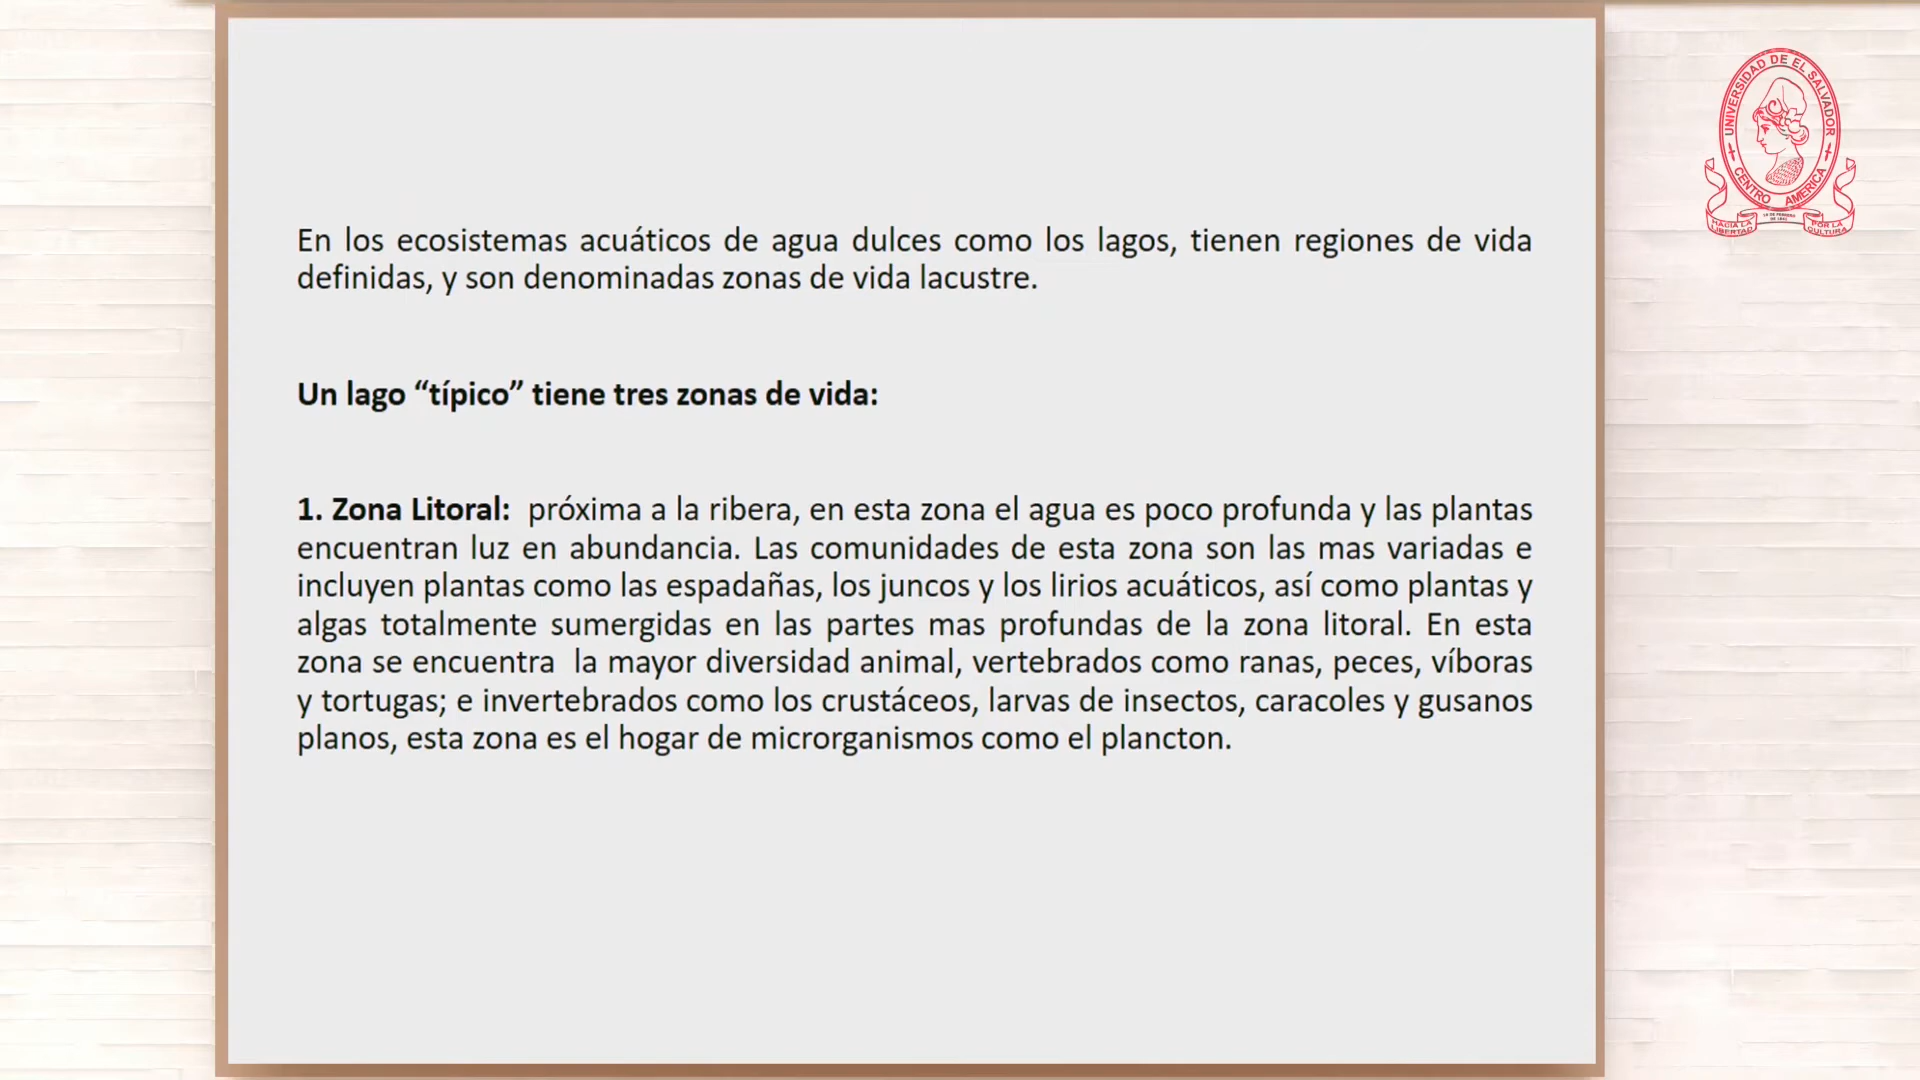 En los ecosistemas acuáticos de agua dulces como los lagos, tienen regiones de vida
definidas, y son denominadas zonas de vida lacustre.
Un lago “típico” tiene tres zonas de vida:
1. Zona Litoral: próxima a la ribera, en esta zona el agua es poco profunda y las plantas
encuentran luz en abundancia. Las comunidades de esta zona son las mas variadas e
incluyen plantas como las espadañas, los juncos y los lirios acuáticos, así como plantas y
algas totalmente sumergidas en las partes mas profundas de la zona litoral. En esta
zona se encuentra la mayor diversidad animal, vertebrados como ranas, peces, víboras
y tortugas; e invertebrados como los crustáceos, larvas de insectos, caracoles y gusanos
planos, esta zona es el hogar de microrganismos como el plancton.
UNIVERSIDAD DE EL SALVADOR
CENTRO AMERICA
HACIA LA
LIBERTAD
16 DE FEBRERO
DE 1841
POR LA
CULTURA